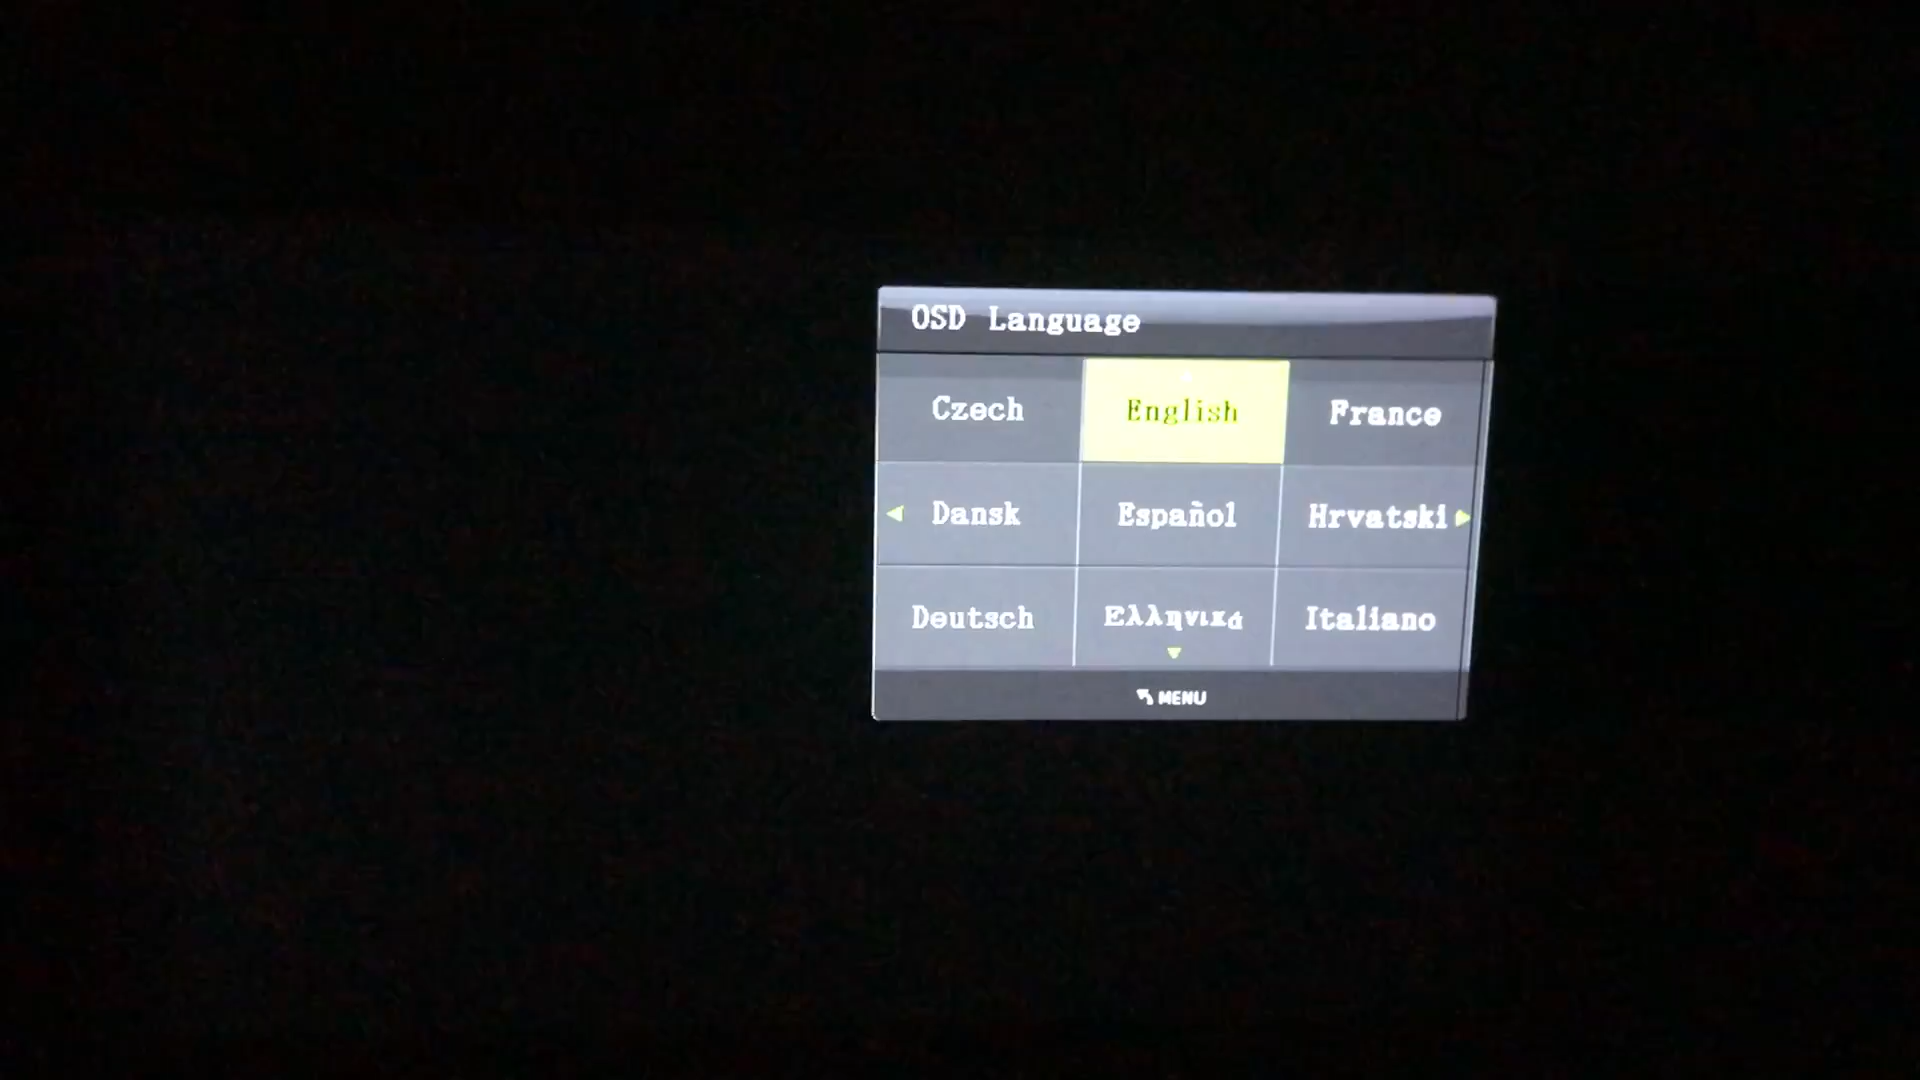 OSD Language
Czech English France
Dansk Español Hrvatski
Deutsch Ελληνικά Italiano
MENU